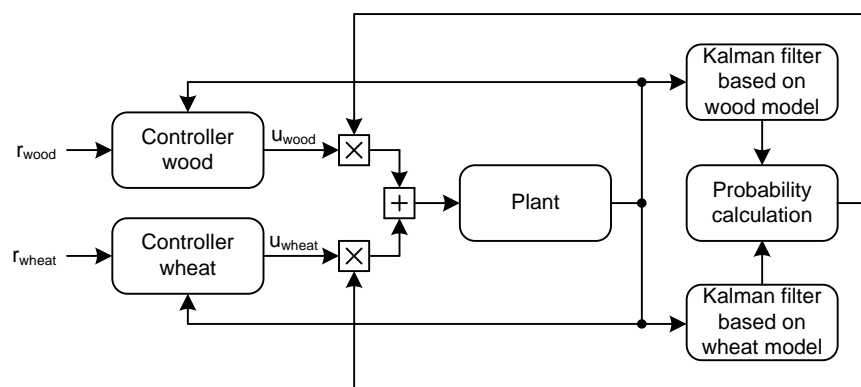 Kalman filter
based on
wood model
Controller
wood
r_wood
u_wood
×
+
Plant
Probability
calculation
Controller
wheat
r_wheat
u_wheat
×
Kalman filter
based on
wheat model